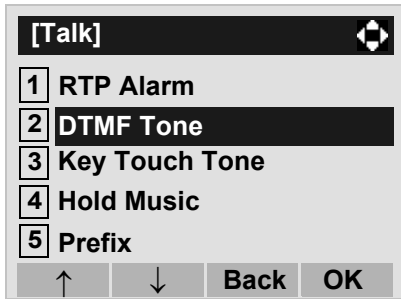 [Talk]
1 RTP Alarm
2 DTMF Tone
3 Key Touch Tone
4 Hold Music
5 Prefix
↑ ↓ Back OK